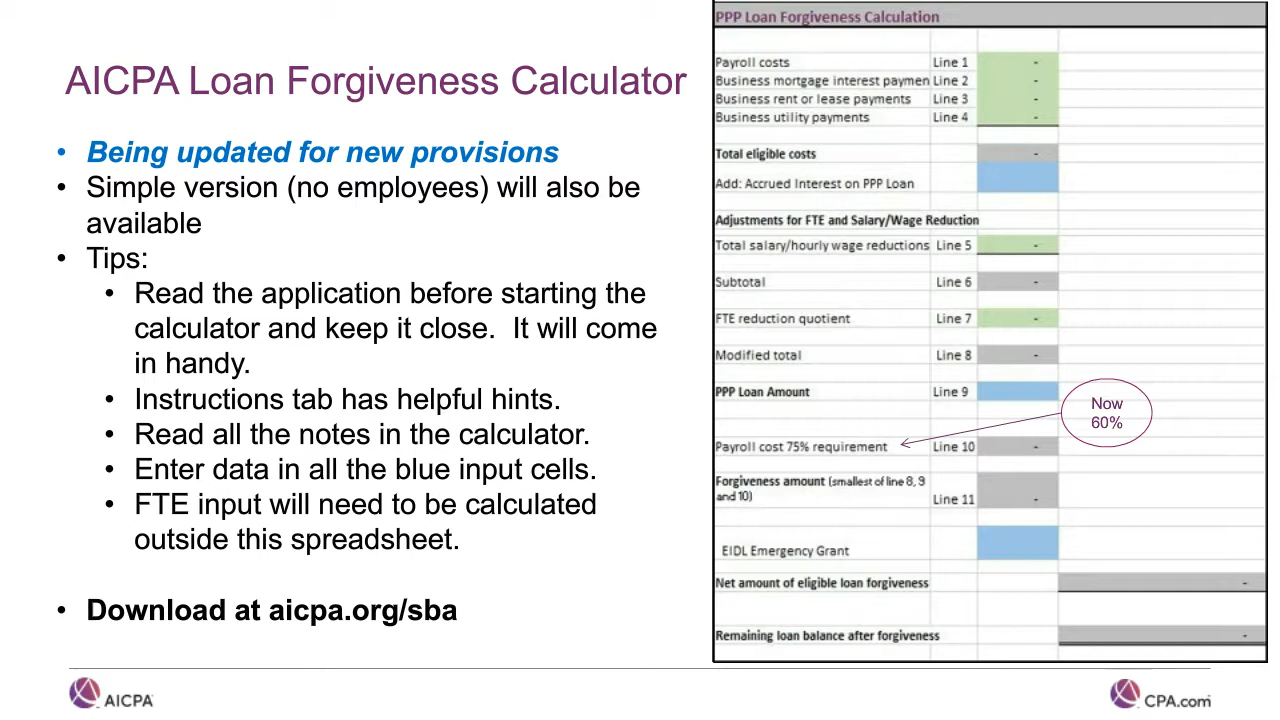 AICPA Loan Forgiveness Calculator
• Being updated for new provisions
• Simple version (no employees) will also be
available
• Tips:
• Read the application before starting the
calculator and keep it close. It will come
in handy.
• Instructions tab has helpful hints.
• Read all the notes in the calculator.
• Enter data in all the blue input cells.
• FTE input will need to be calculated
outside this spreadsheet.
• Download at aicpa.org/sba
PPP Loan Forgiveness Calculation
Payroll costs Line 1 -
Business mortgage interest paymen Line 2 -
Business rent or lease payments Line 3 -
Business utility payments Line 4 -
Total eligible costs -
Add: Accrued Interest on PPP Loan
Adjustments for FTE and Salary/Wage Reduction
Total salary/hourly wage reductions Line 5 -
Subtotal Line 6 -
FTE reduction quotient Line 7 -
Modified total Line 8 -
PPP Loan Amount Line 9
Now
60%
Payroll cost 75% requirement Line 10 -
Forgiveness amount (smallest of line 8, 9
and 10) Line 11 -
EIDL Emergency Grant
Net amount of eligible loan forgiveness -
Remaining loan balance after forgiveness -
AICPA
CPA.com